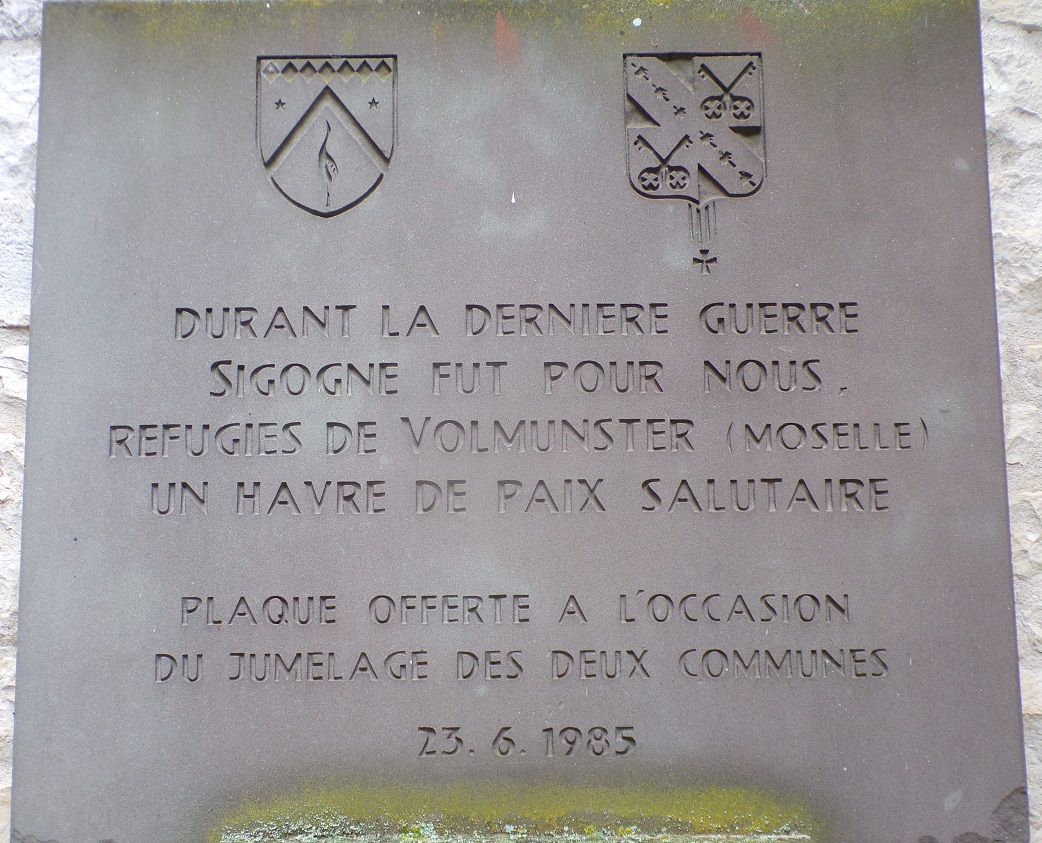 DURANT LA DERNIERE GUERRE
SIGOGNE FUT POUR NOUS,
REFUGIES DE VOLMUNSTER (MOSELLE)
UN HAVRE DE PAIX SALUTAIRE
PLAQUE OFFERTE A L'OCCASION
DU JUMELAGE DES DEUX COMMUNES
23. 6. 1985